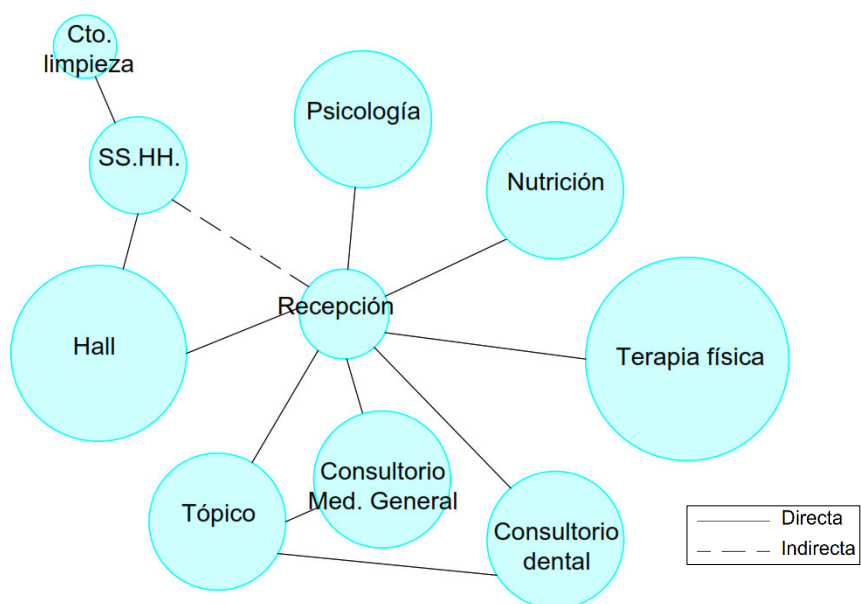 Cto.
limpieza
SS.HH.
Psicología
Nutrición
Recepción
Hall
Terapia física
Tópico
Consultorio
Med. General
Consultorio
dental
Directa
Indirecta